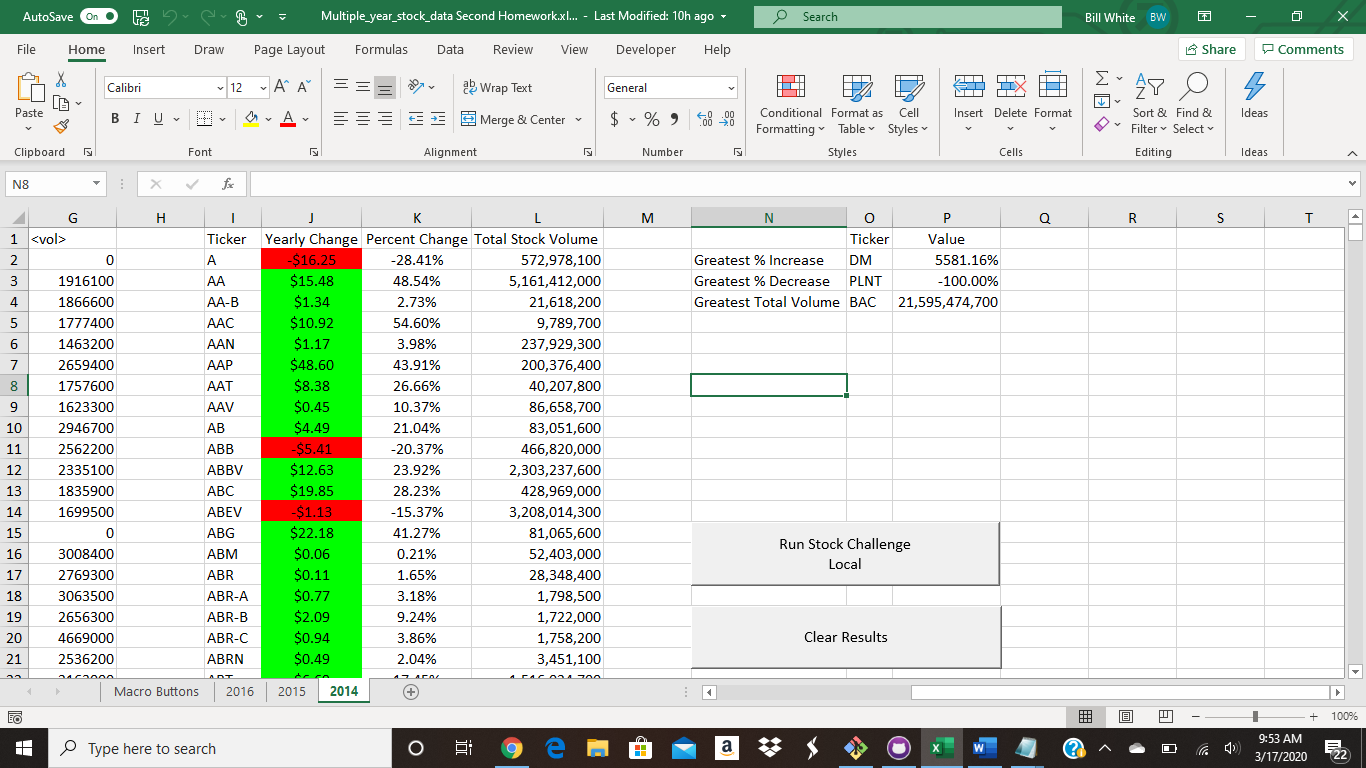 AutoSave On Multiple_year_stock_data Second Homework.xl... - Last Modified: 10h ago Search Bill White BW
File Home Insert Draw Page Layout Formulas Data Review View Developer Help Share Comments
Calibri 12 A A ab Wrap Text General
Paste B I U A Merge & Center $ % Conditional Formatting Format as Table Cell Styles Insert Delete Format Sort & Filter Find & Select Ideas
Clipboard Font Alignment Number Styles Cells Editing Ideas
N8 fx
G H I J K L M N O P Q R S T
1 <vol> Ticker Yearly Change Percent Change Total Stock Volume Ticker Value
2 0 A -$16.25 -28.41% 572,978,100 Greatest % Increase DM 5581.16%
3 1916100 AA $15.48 48.54% 5,161,412,000 Greatest % Decrease PLNT -100.00%
4 1866600 AA-B $1.34 2.73% 21,618,200 Greatest Total Volume BAC 21,595,474,700
5 1777400 AAC $10.92 54.60% 9,789,700
6 1463200 AAN $1.17 3.98% 237,929,300
7 2659400 AAP $48.60 43.91% 200,376,400
8 1757600 AAT $8.38 26.66% 40,207,800
9 1623300 AAV $0.45 10.37% 86,658,700
10 2946700 AB $4.49 21.04% 83,051,600
11 2562200 ABB -$5.41 -20.37% 466,820,000
12 2335100 ABBV $12.63 23.92% 2,303,237,600
13 1835900 ABC $19.85 28.23% 428,969,000
14 1699500 ABEV -$1.13 -15.37% 3,208,014,300
15 0 ABG $22.18 41.27% 81,065,600
16 3008400 ABM $0.06 0.21% 52,403,000
17 2769300 ABR $0.11 1.65% 28,348,400
18 3063500 ABR-A $0.77 3.18% 1,798,500
19 2656300 ABR-B $2.09 9.24% 1,722,000
20 4669000 ABR-C $0.94 3.86% 1,758,200
21 2536200 ABRN $0.49 2.04% 3,451,100
Run Stock Challenge
Local
Clear Results
Macro Buttons 2016 2015 2014
100%
Type here to search 9:53 AM
3/17/2020 22